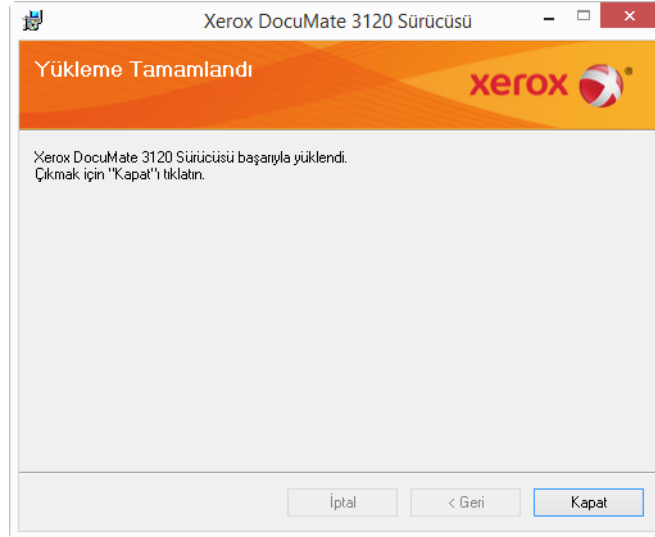 Xerox DocuMate 3120 Sürücüsü
Yükleme Tamamlandı
xerox ®
Xerox DocuMate 3120 Sürücüsü başarıyla yüklendi.
Çıkmak için "Kapat"ı tıklatın.
İptal
< Geri
Kapat